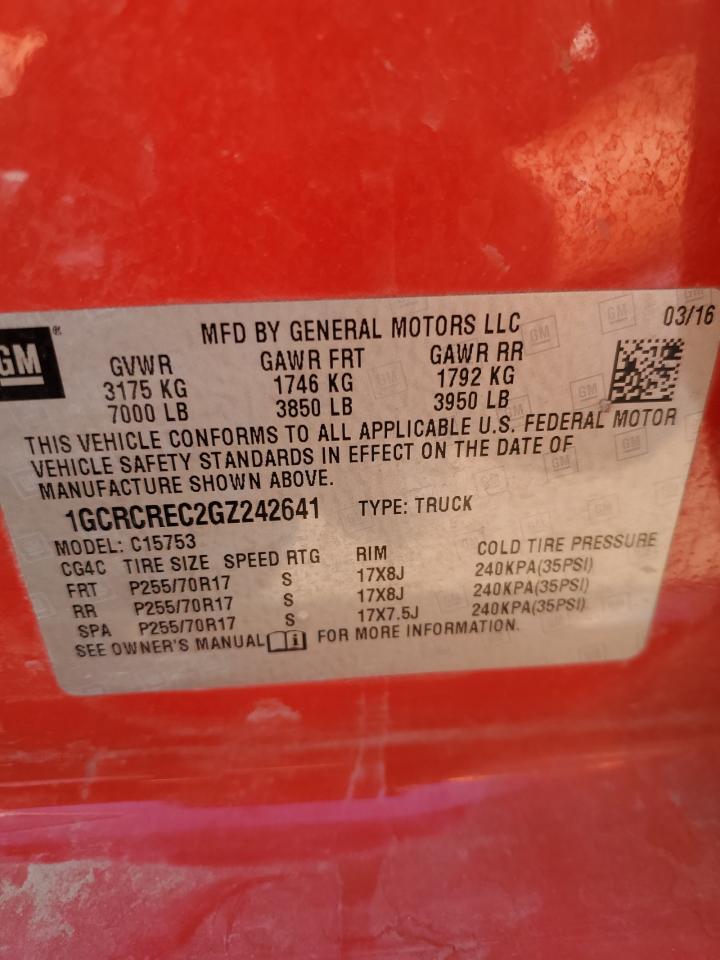 GM®
MFD BY GENERAL MOTORS LLC 03/16
GVWR GAWR FRT GAWR RR
3175 KG 1746 KG 1792 KG
7000 LB 3850 LB 3950 LB
THIS VEHICLE CONFORMS TO ALL APPLICABLE U.S. FEDERAL MOTOR
VEHICLE SAFETY STANDARDS IN EFFECT ON THE DATE OF
MANUFACTURE SHOWN ABOVE.
1GCRCREC2GZ242641 TYPE: TRUCK
MODEL: C15753
CG4C TIRE SIZE SPEED RTG RIM COLD TIRE PRESSURE
FRT P255/70R17 S 17X8J 240KPA(35PSI)
RR P255/70R17 S 17X8J 240KPA(35PSI)
SPA P255/70R17 S 17X7.5J 240KPA(35PSI)
SEE OWNER'S MANUAL i FOR MORE INFORMATION.